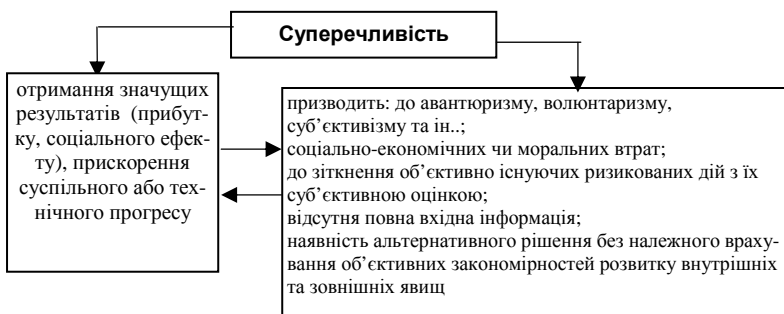 Суперечливість
отримання значущих
результатів (прибут-
ку, соціального ефек-
ту), прискорення
суспільного або тех-
нічного прогресу
призводить: до авантюризму, волюнтаризму,
суб’єктивізму та ін..;
соціально-економічних чи моральних втрат;
до зіткнення об’єктивно існуючих ризикованих дій з їх
суб’єктивною оцінкою;
відсутня повна вхідна інформація;
наявність альтернативного рішення без належного враху-
вання об’єктивних закономірностей розвитку внутрішніх
та зовнішніх явищ